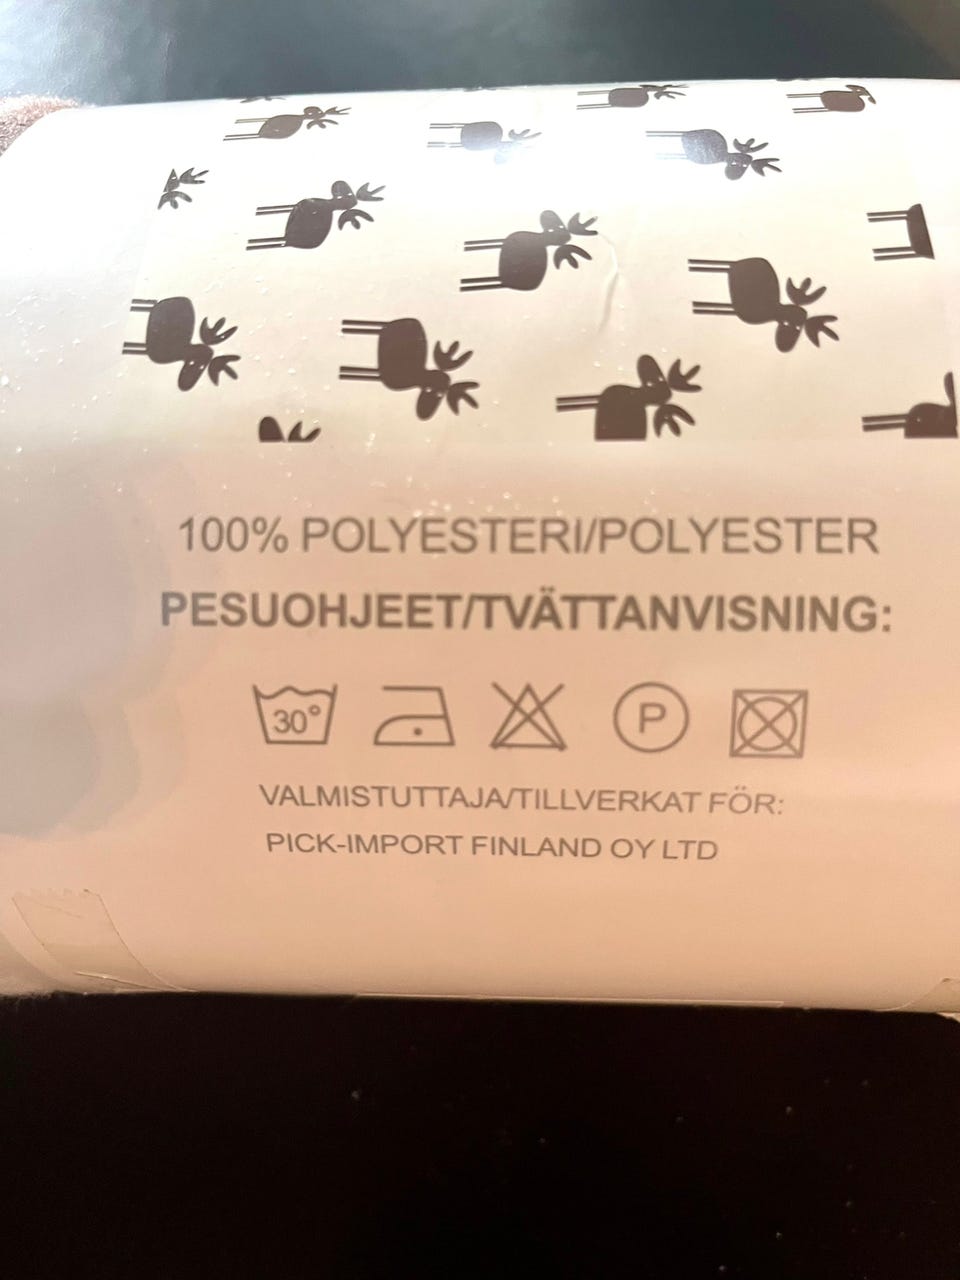 100% POLYESTERI/POLYESTER
PESUOHJEET/TVÄTTANVISNING:
30° P
VALMISTUTTAJA/TILLVERKAT FÖR:
PICK-IMPORT FINLAND OY LTD